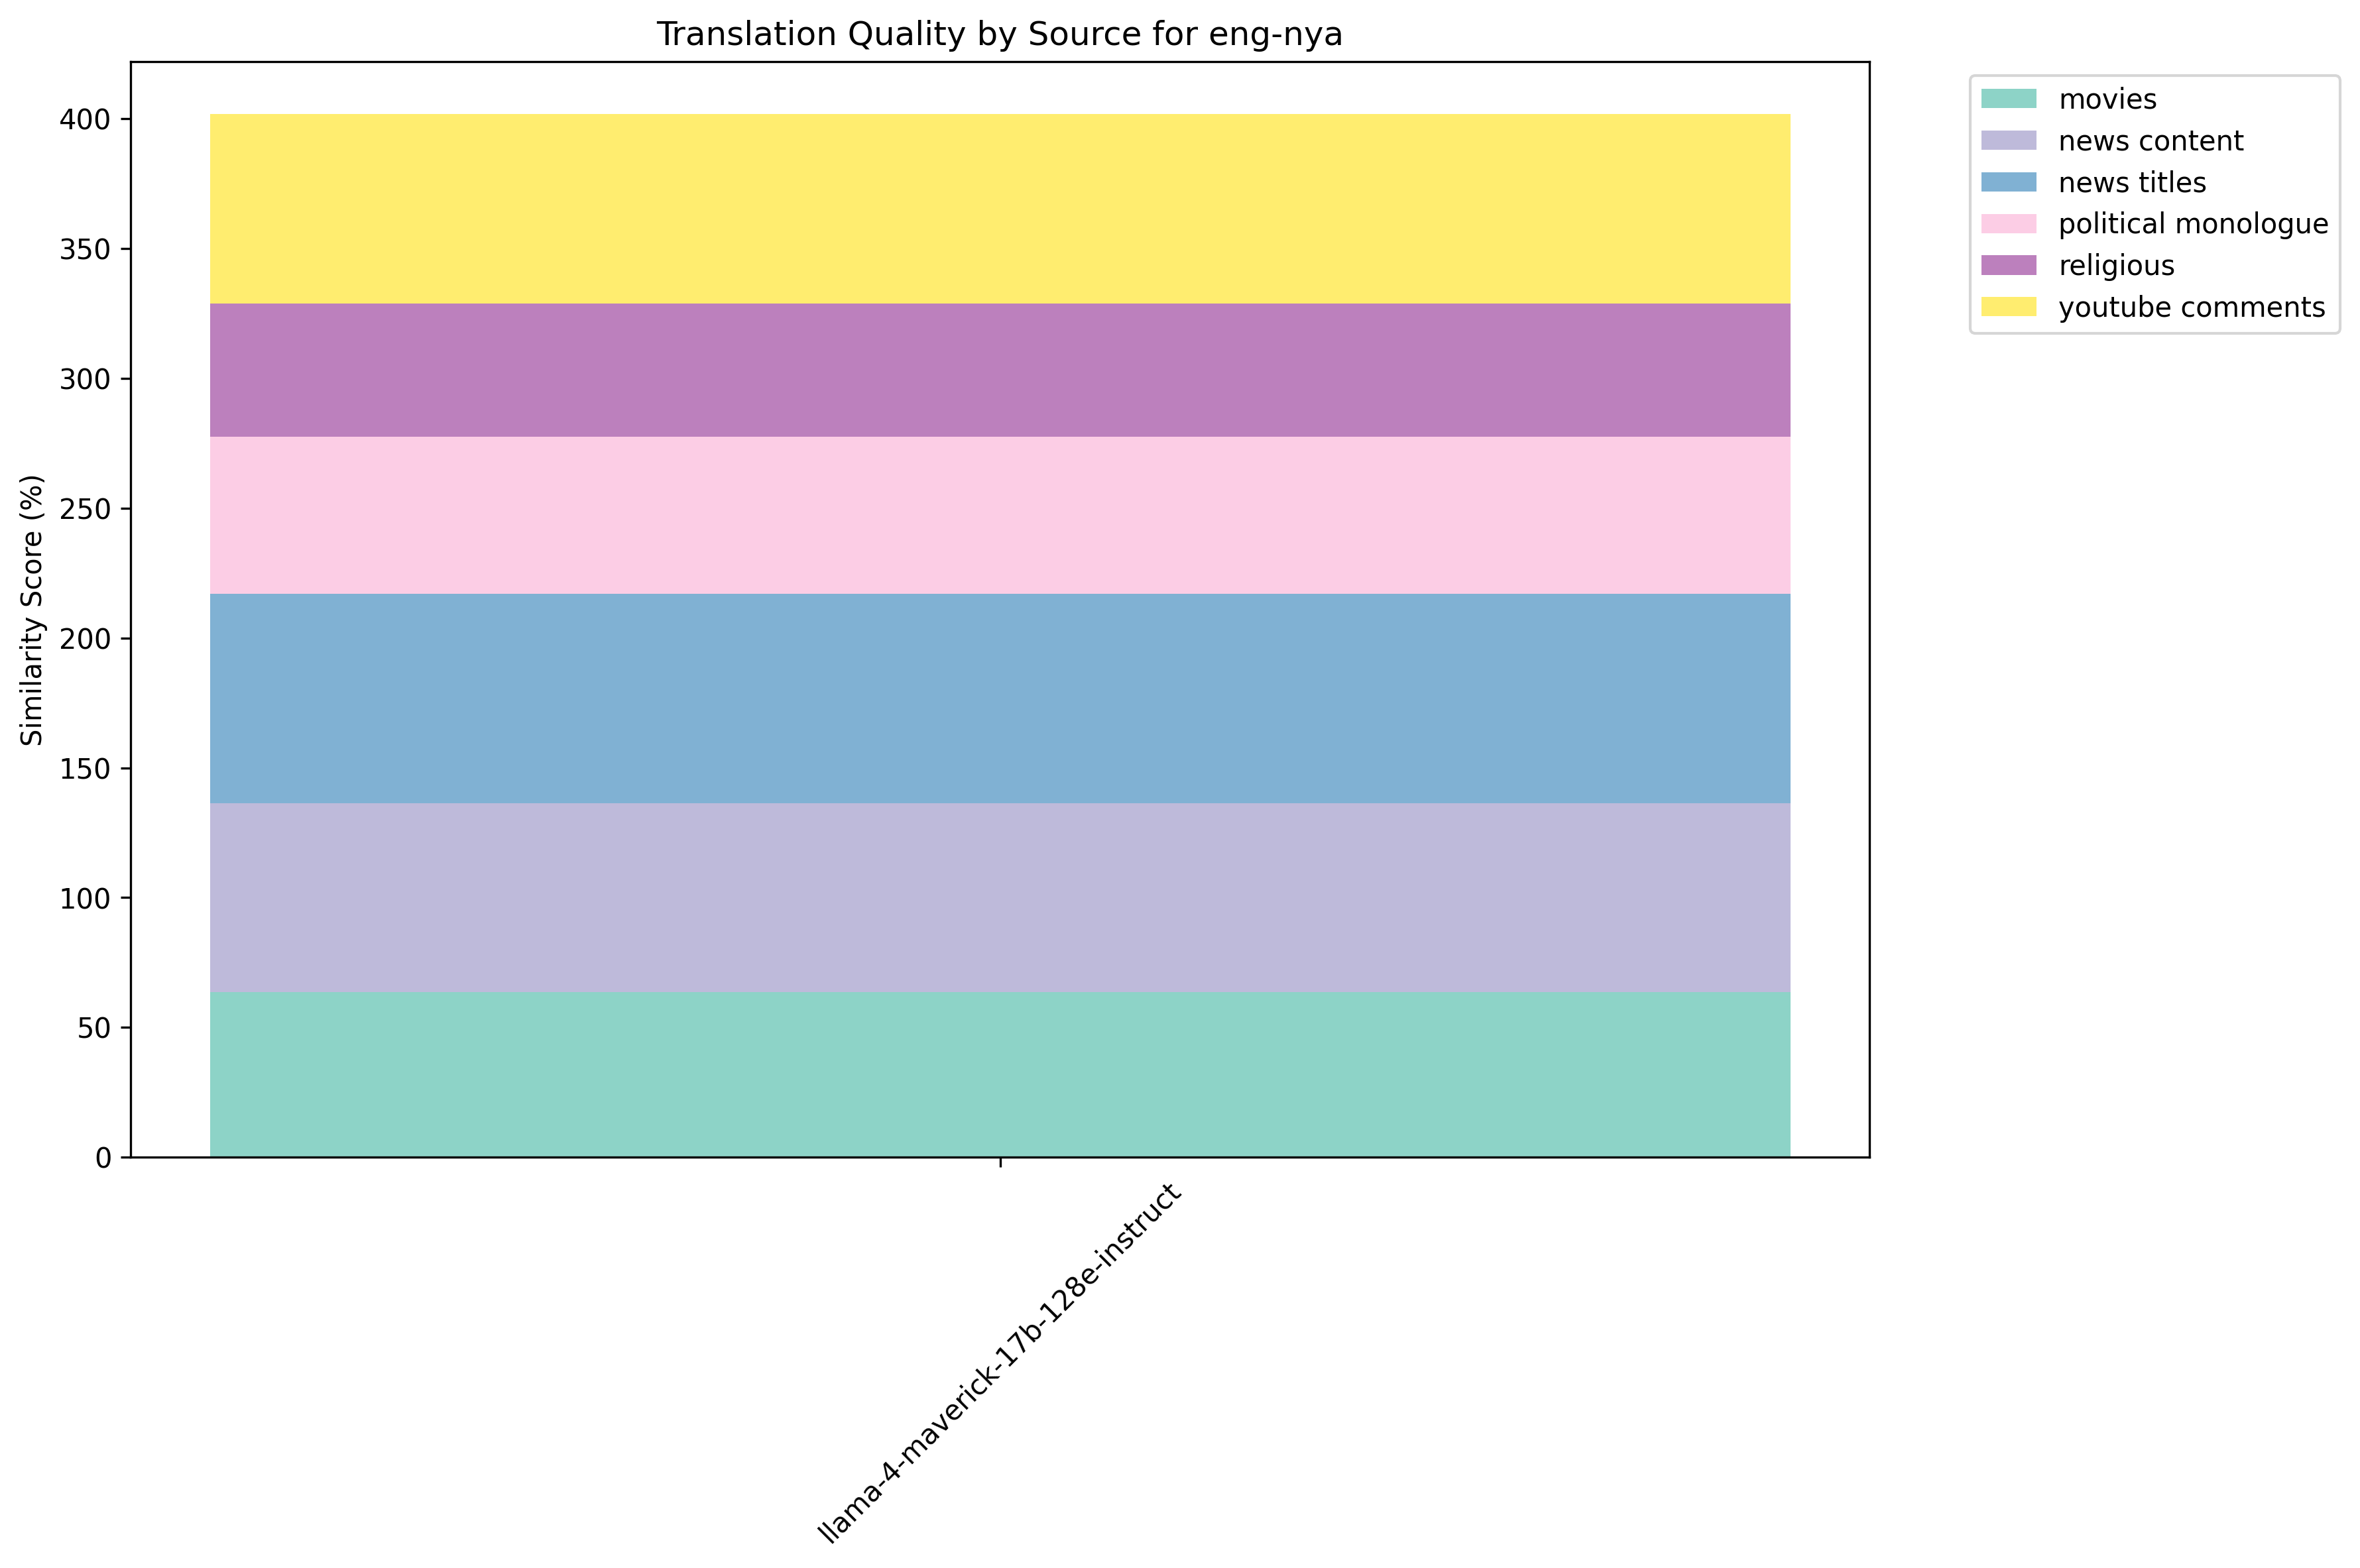 Translation Quality by Source for eng-nya
Similarity Score (%)
400
350
300
250
200
150
100
50
0
llama-4-maverick-17b-128e-instruct
movies
news content
news titles
political monologue
religious
youtube comments